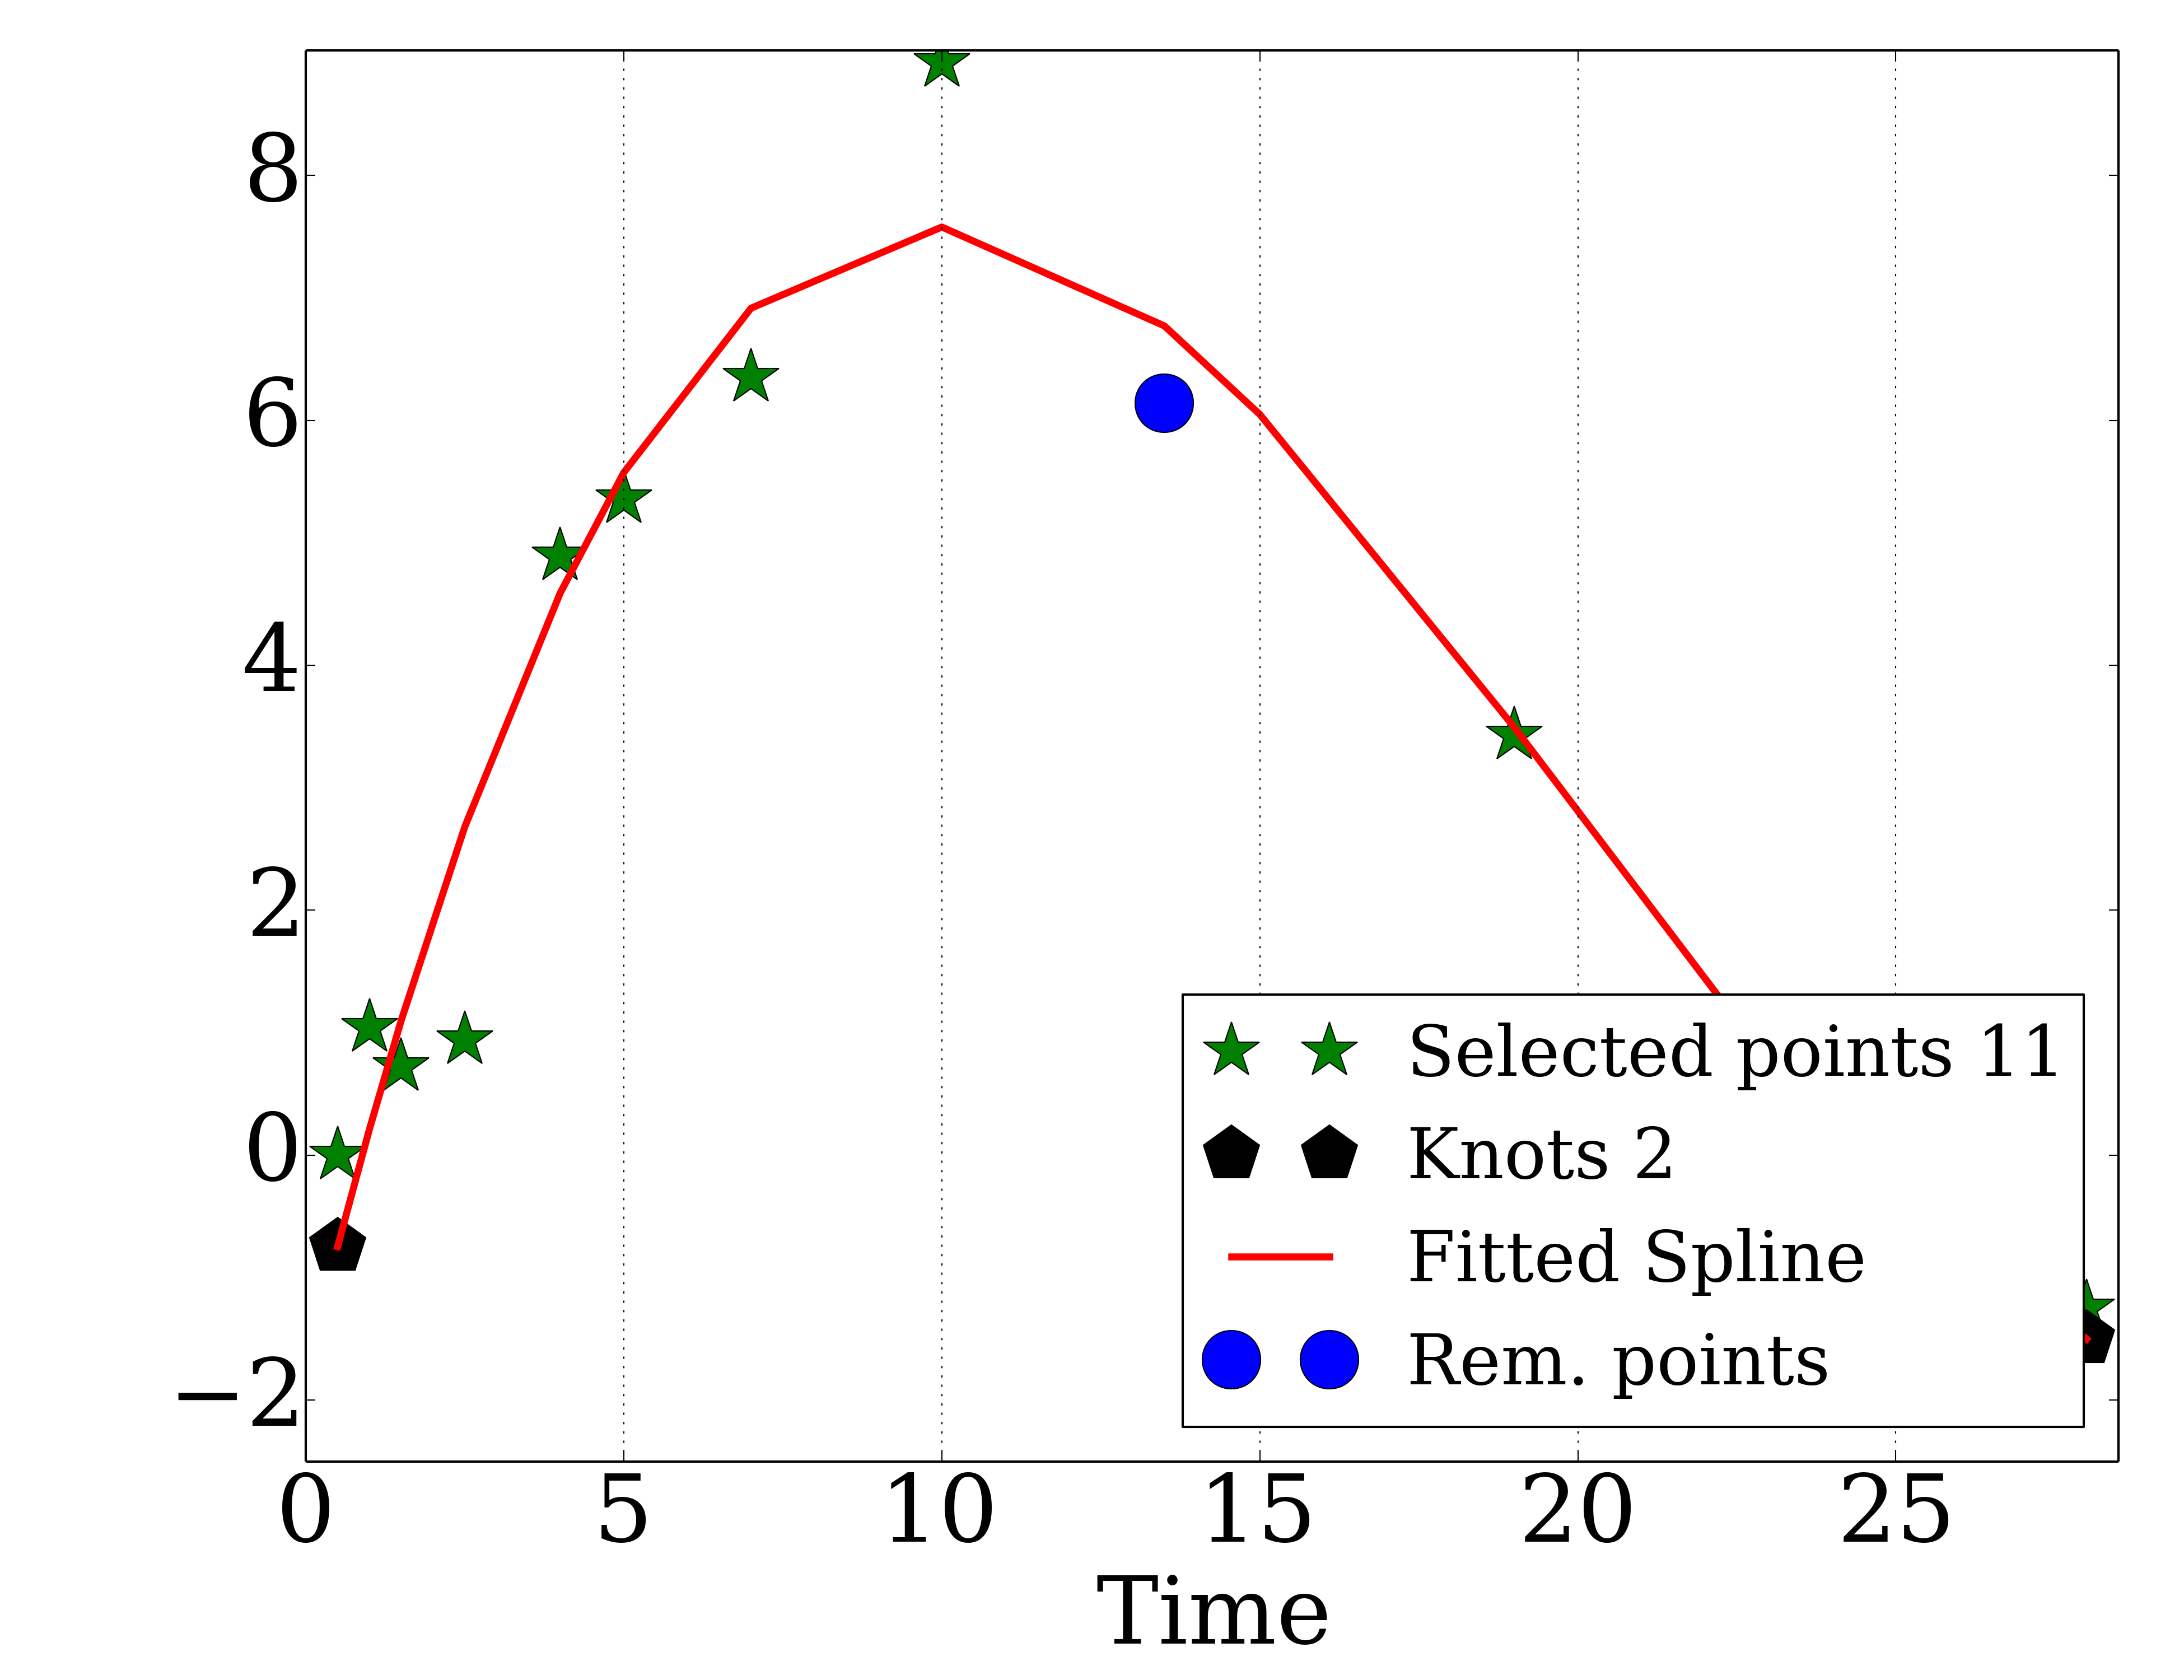 8
6
4
2
0
−2
0 5 10 15 20 25
Time
Selected points 11
Knots 2
Fitted Spline
Rem. points